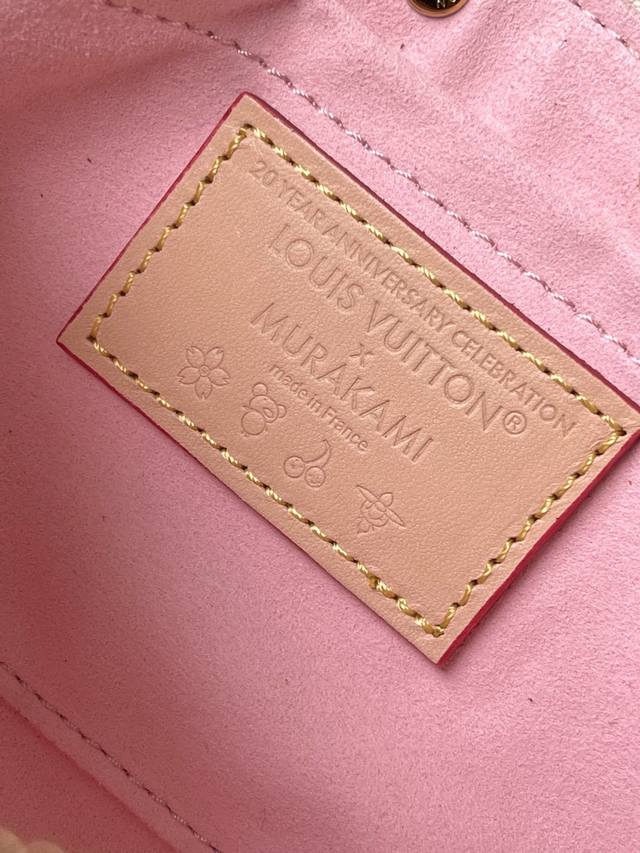 20 YEAR ANNIVERSARY CELEBRATION
LOUIS VUITTON®
X
MURAKAMI
made in France